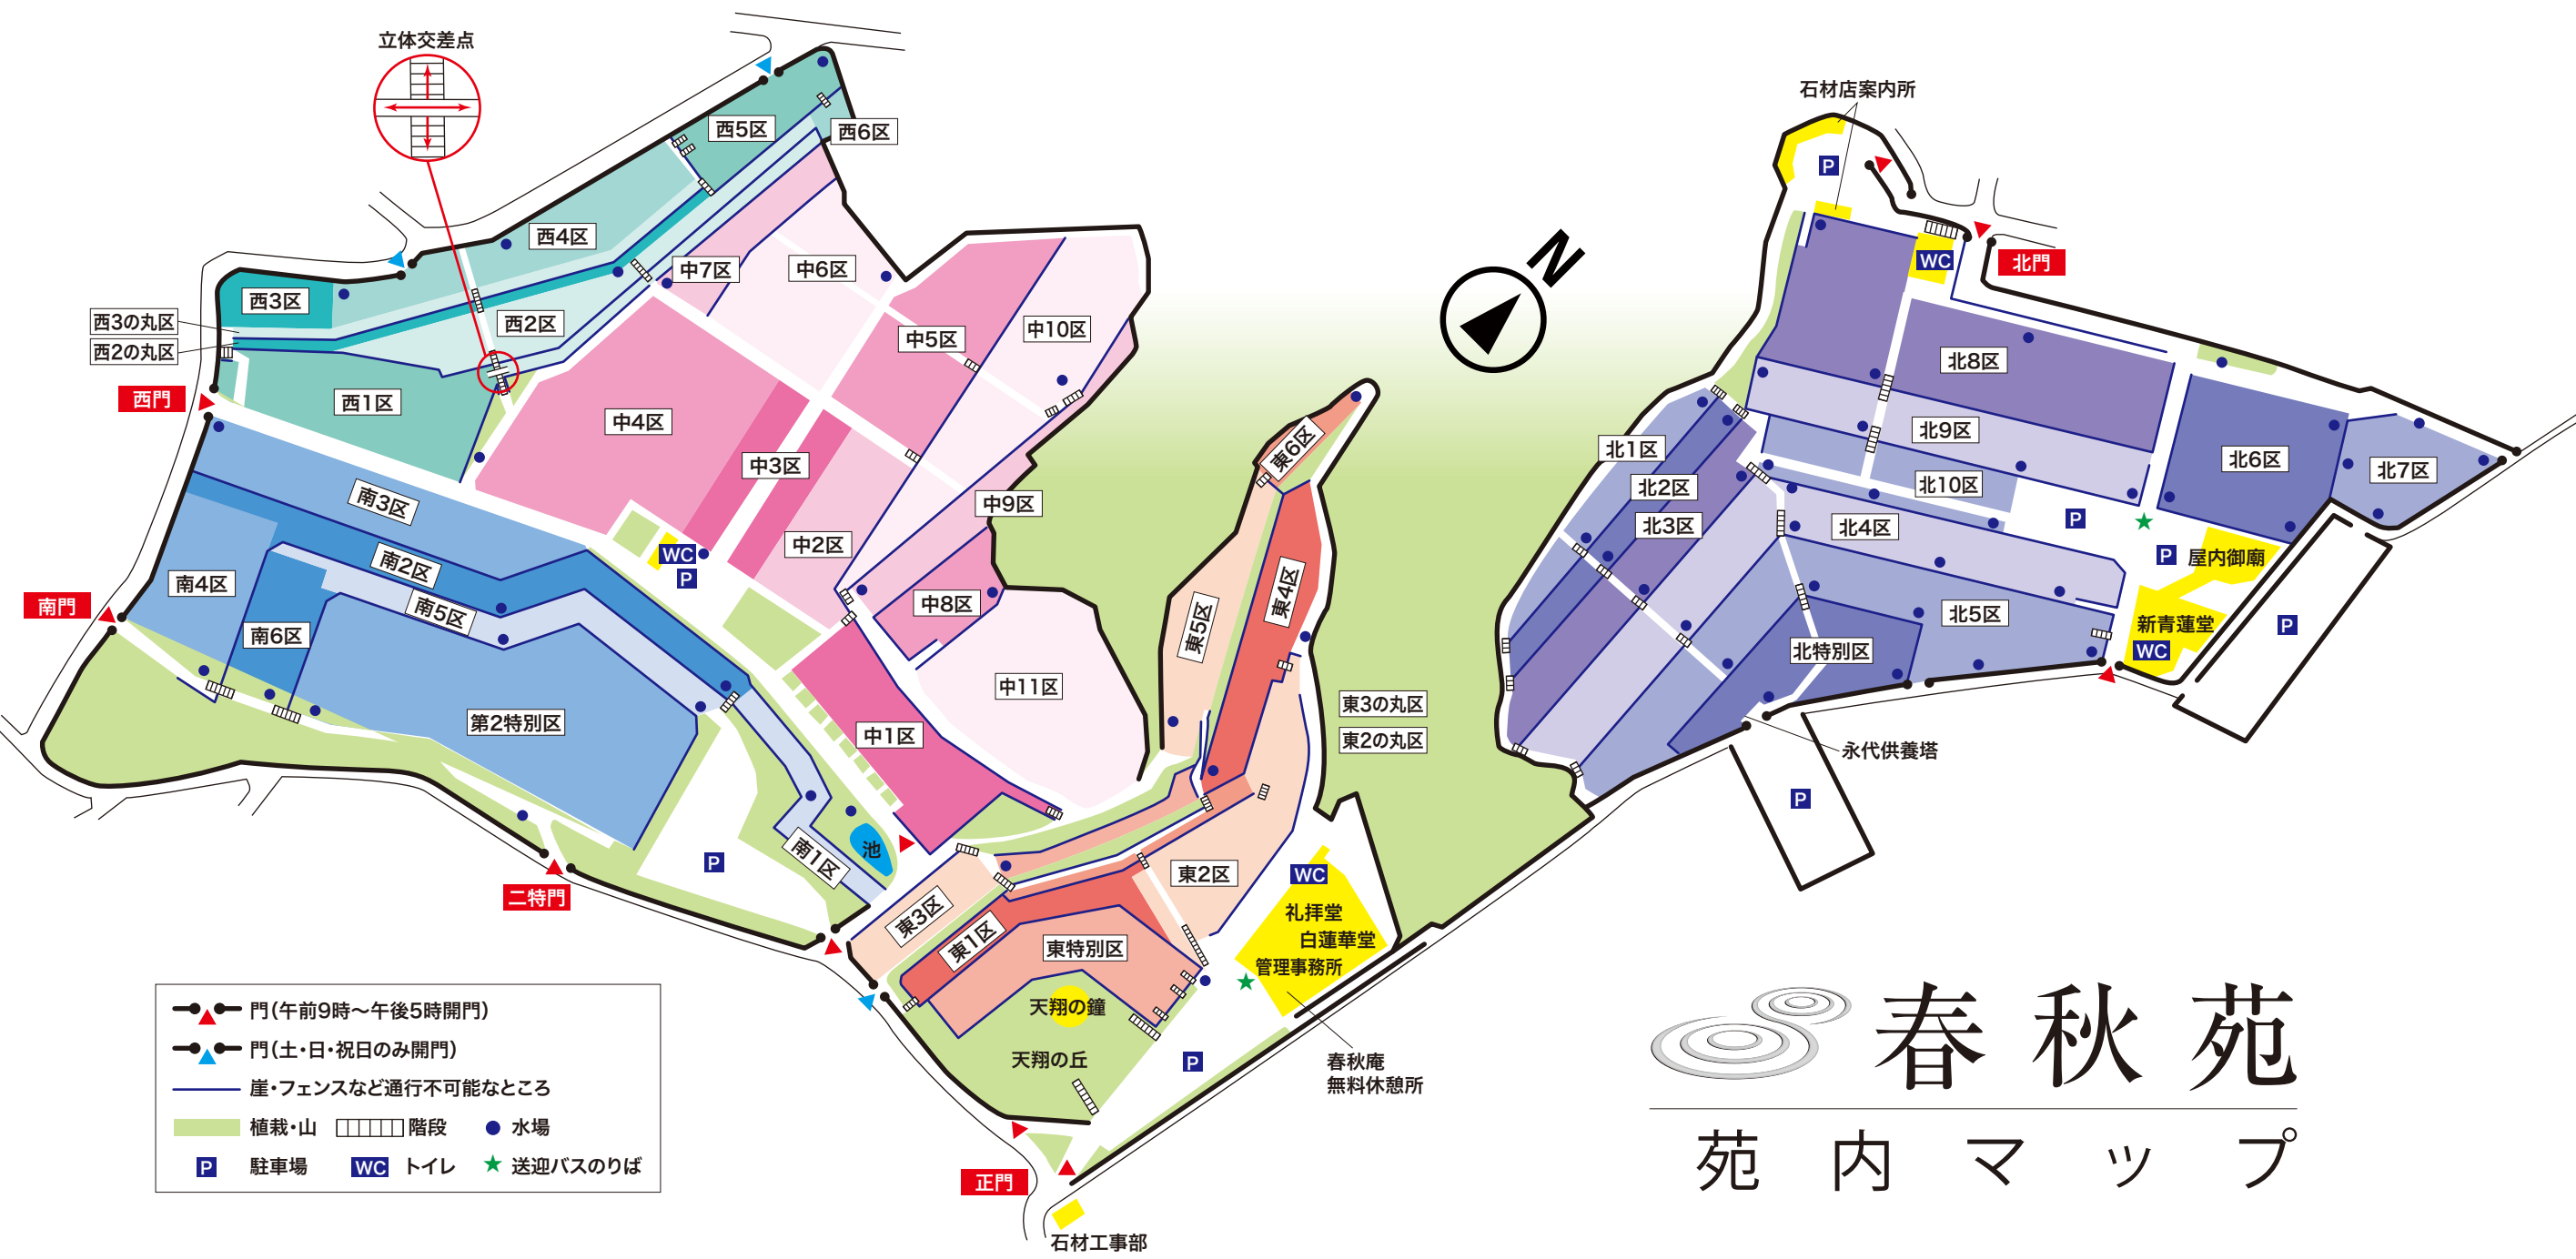 立体交差点
西5区
西6区
西4区
西3区
西3の丸区
西2の丸区
西2区
西1区
西門
中7区
中6区
中5区
中10区
中4区
中3区
中2区
中9区
中8区
中11区
中1区
WC
P
南3区
南2区
南4区
南5区
南6区
南門
第2特別区
南1区
池
P
二特門
東6区
東4区
東5区
東3の丸区
東2の丸区
東2区
東3区
東1区
東特別区
天翔の鐘
天翔の丘
WC
礼拝堂
白蓮華堂
管理事務所
P
春秋庵
無料休憩所
正門
石材工事部
N
石材店案内所
P
WC
北門
北8区
北9区
北10区
北1区
北2区
北3区
北4区
北5区
北6区
北7区
北特別区
P
P
屋内御廟
新青蓮堂
WC
P
永代供養塔
P
門(午前9時〜午後5時開門)
門(土・日・祝日のみ開門)
崖・フェンスなど通行不可能なところ
植栽・山 階段 水場
P 駐車場 WC トイレ 送迎バスのりば
春秋苑
苑内マップ